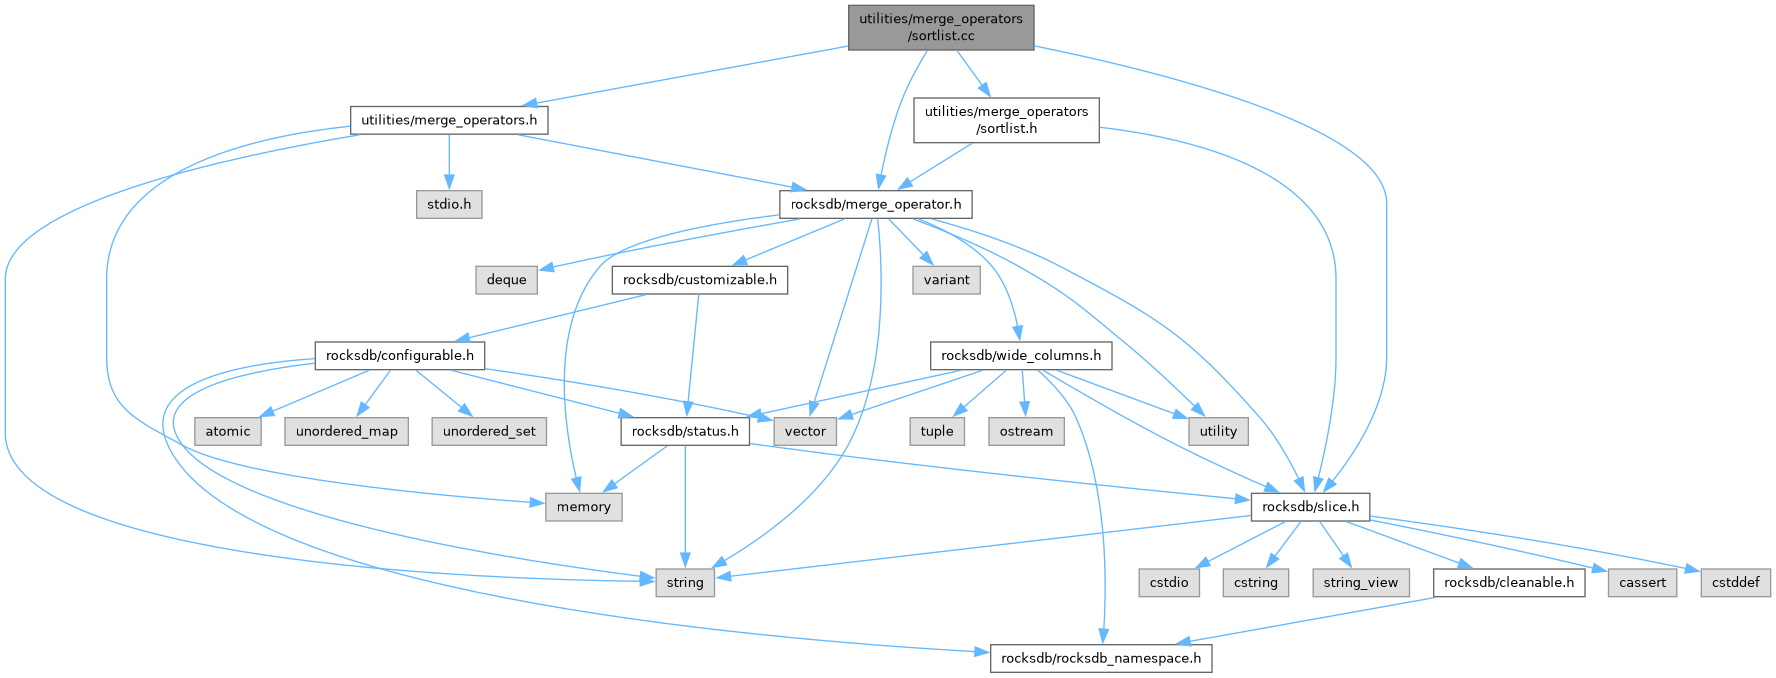 utilities/merge_operators
/sortlist.cc
utilities/merge_operators.h
utilities/merge_operators
/sortlist.h
stdio.h
rocksdb/merge_operator.h
deque
rocksdb/customizable.h
variant
rocksdb/configurable.h
rocksdb/wide_columns.h
atomic
unordered_map
unordered_set
rocksdb/status.h
vector
tuple
ostream
utility
memory
rocksdb/slice.h
string
cstdio
cstring
string_view
rocksdb/cleanable.h
cassert
cstddef
rocksdb/rocksdb_namespace.h